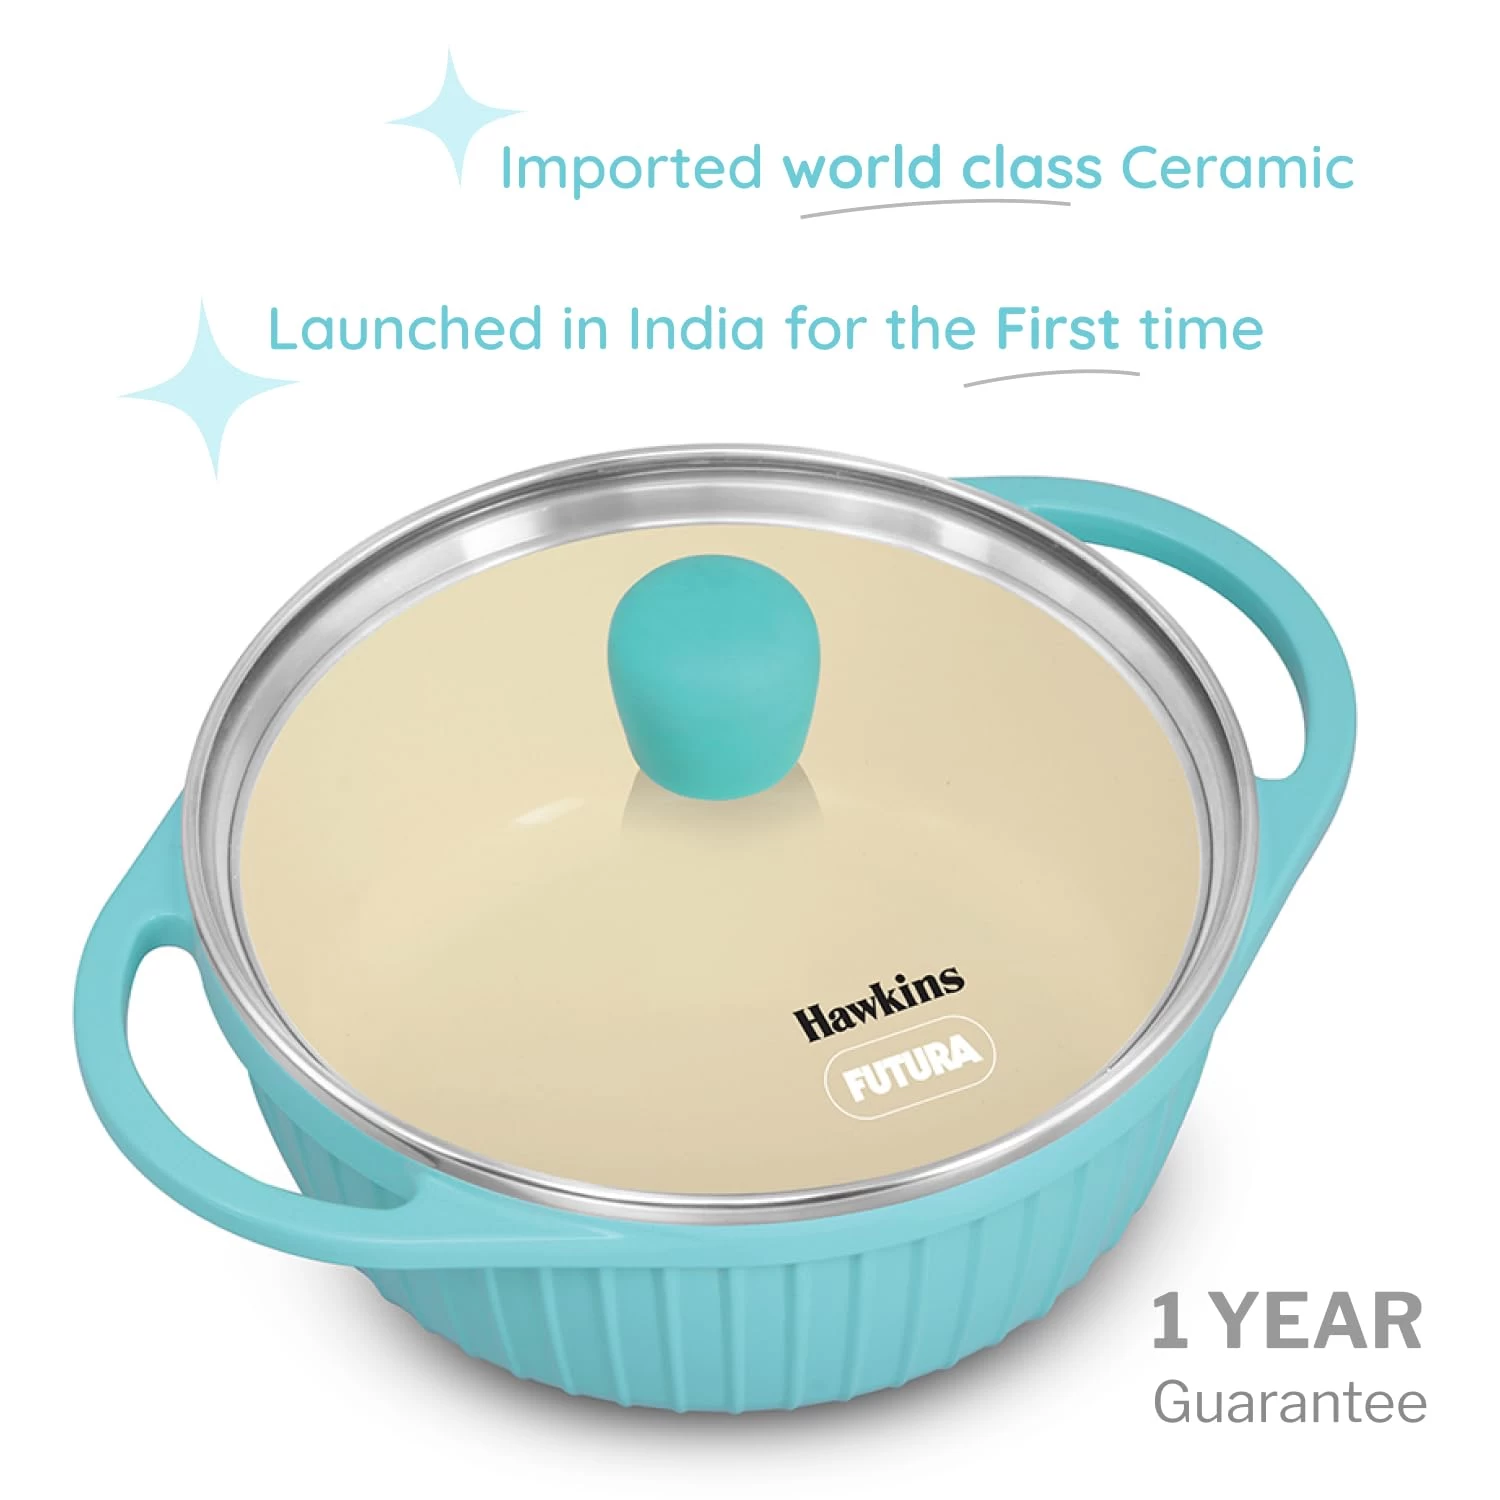 Imported world class Ceramic
Launched in India for the First time
Hawkins
FUTURA
1 YEAR
Guarantee